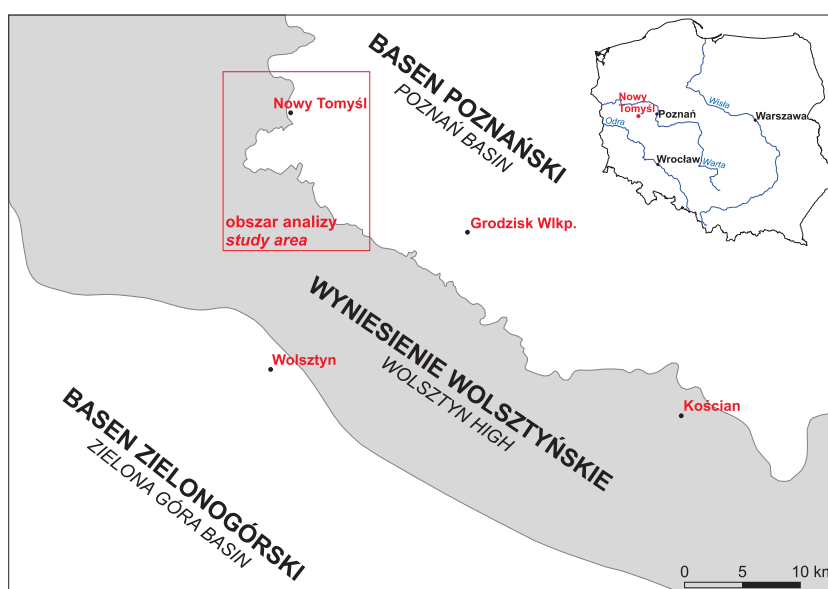 BASEN POZNAŃSKI
POZNAŃ BASIN
Nowy Tomyśl
obszar analizy
study area
Grodzisk Wlkp.
WYNIESIENIE WOLSZTYŃSKIE
WOLSZTYN HIGH
Wolsztyn
Kościan
BASEN ZIELONOGÓRSKI
ZIELONA GÓRA BASIN
Nowy
Tomyśl
Poznań
Wisła
Warszawa
Odra
Wrocław
Warta
0 5 10 km